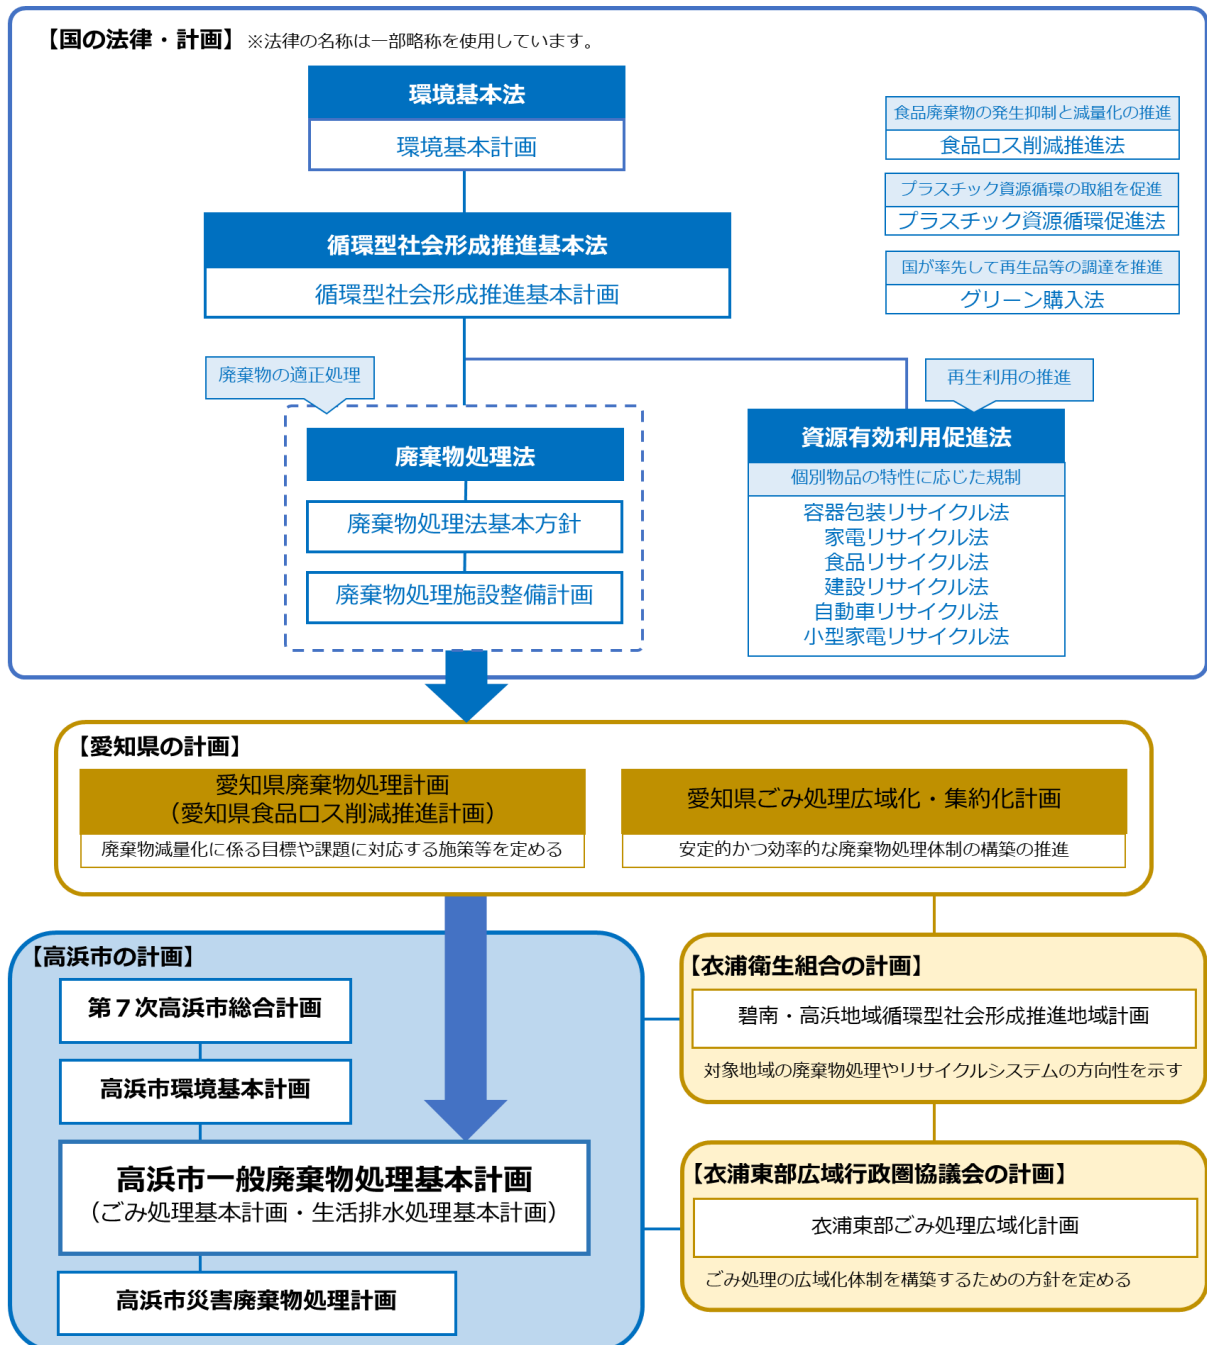 【国の法律・計画】※法律の名称は一部略称を使用しています。
環境基本法
環境基本計画
食品廃棄物の発生抑制と減量化の推進
食品ロス削減推進法
プラスチック資源循環の取組を促進
プラスチック資源循環促進法
国が率先して再生品等の調達を推進
グリーン購入法
循環型社会形成推進基本法
循環型社会形成推進基本計画
廃棄物の適正処理
廃棄物処理法
廃棄物処理法基本方針
廃棄物処理施設整備計画
再生利用の推進
資源有効利用促進法
個別物品の特性に応じた規制
容器包装リサイクル法
家電リサイクル法
食品リサイクル法
建設リサイクル法
自動車リサイクル法
小型家電リサイクル法
【愛知県の計画】
愛知県廃棄物処理計画
（愛知県食品ロス削減推進計画）
廃棄物減量化に係る目標や課題に対応する施策等を定める
愛知県ごみ処理広域化・集約化計画
安定的かつ効率的な廃棄物処理体制の構築の推進
【高浜市の計画】
第７次高浜市総合計画
高浜市環境基本計画
高浜市一般廃棄物処理基本計画
（ごみ処理基本計画・生活排水処理基本計画）
高浜市災害廃棄物処理計画
【衣浦衛生組合の計画】
碧南・高浜地域循環型社会形成推進地域計画
対象地域の廃棄物処理やリサイクルシステムの方向性を示す
【衣浦東部広域行政圏協議会の計画】
衣浦東部ごみ処理広域化計画
ごみ処理の広域化体制を構築するための方針を定める